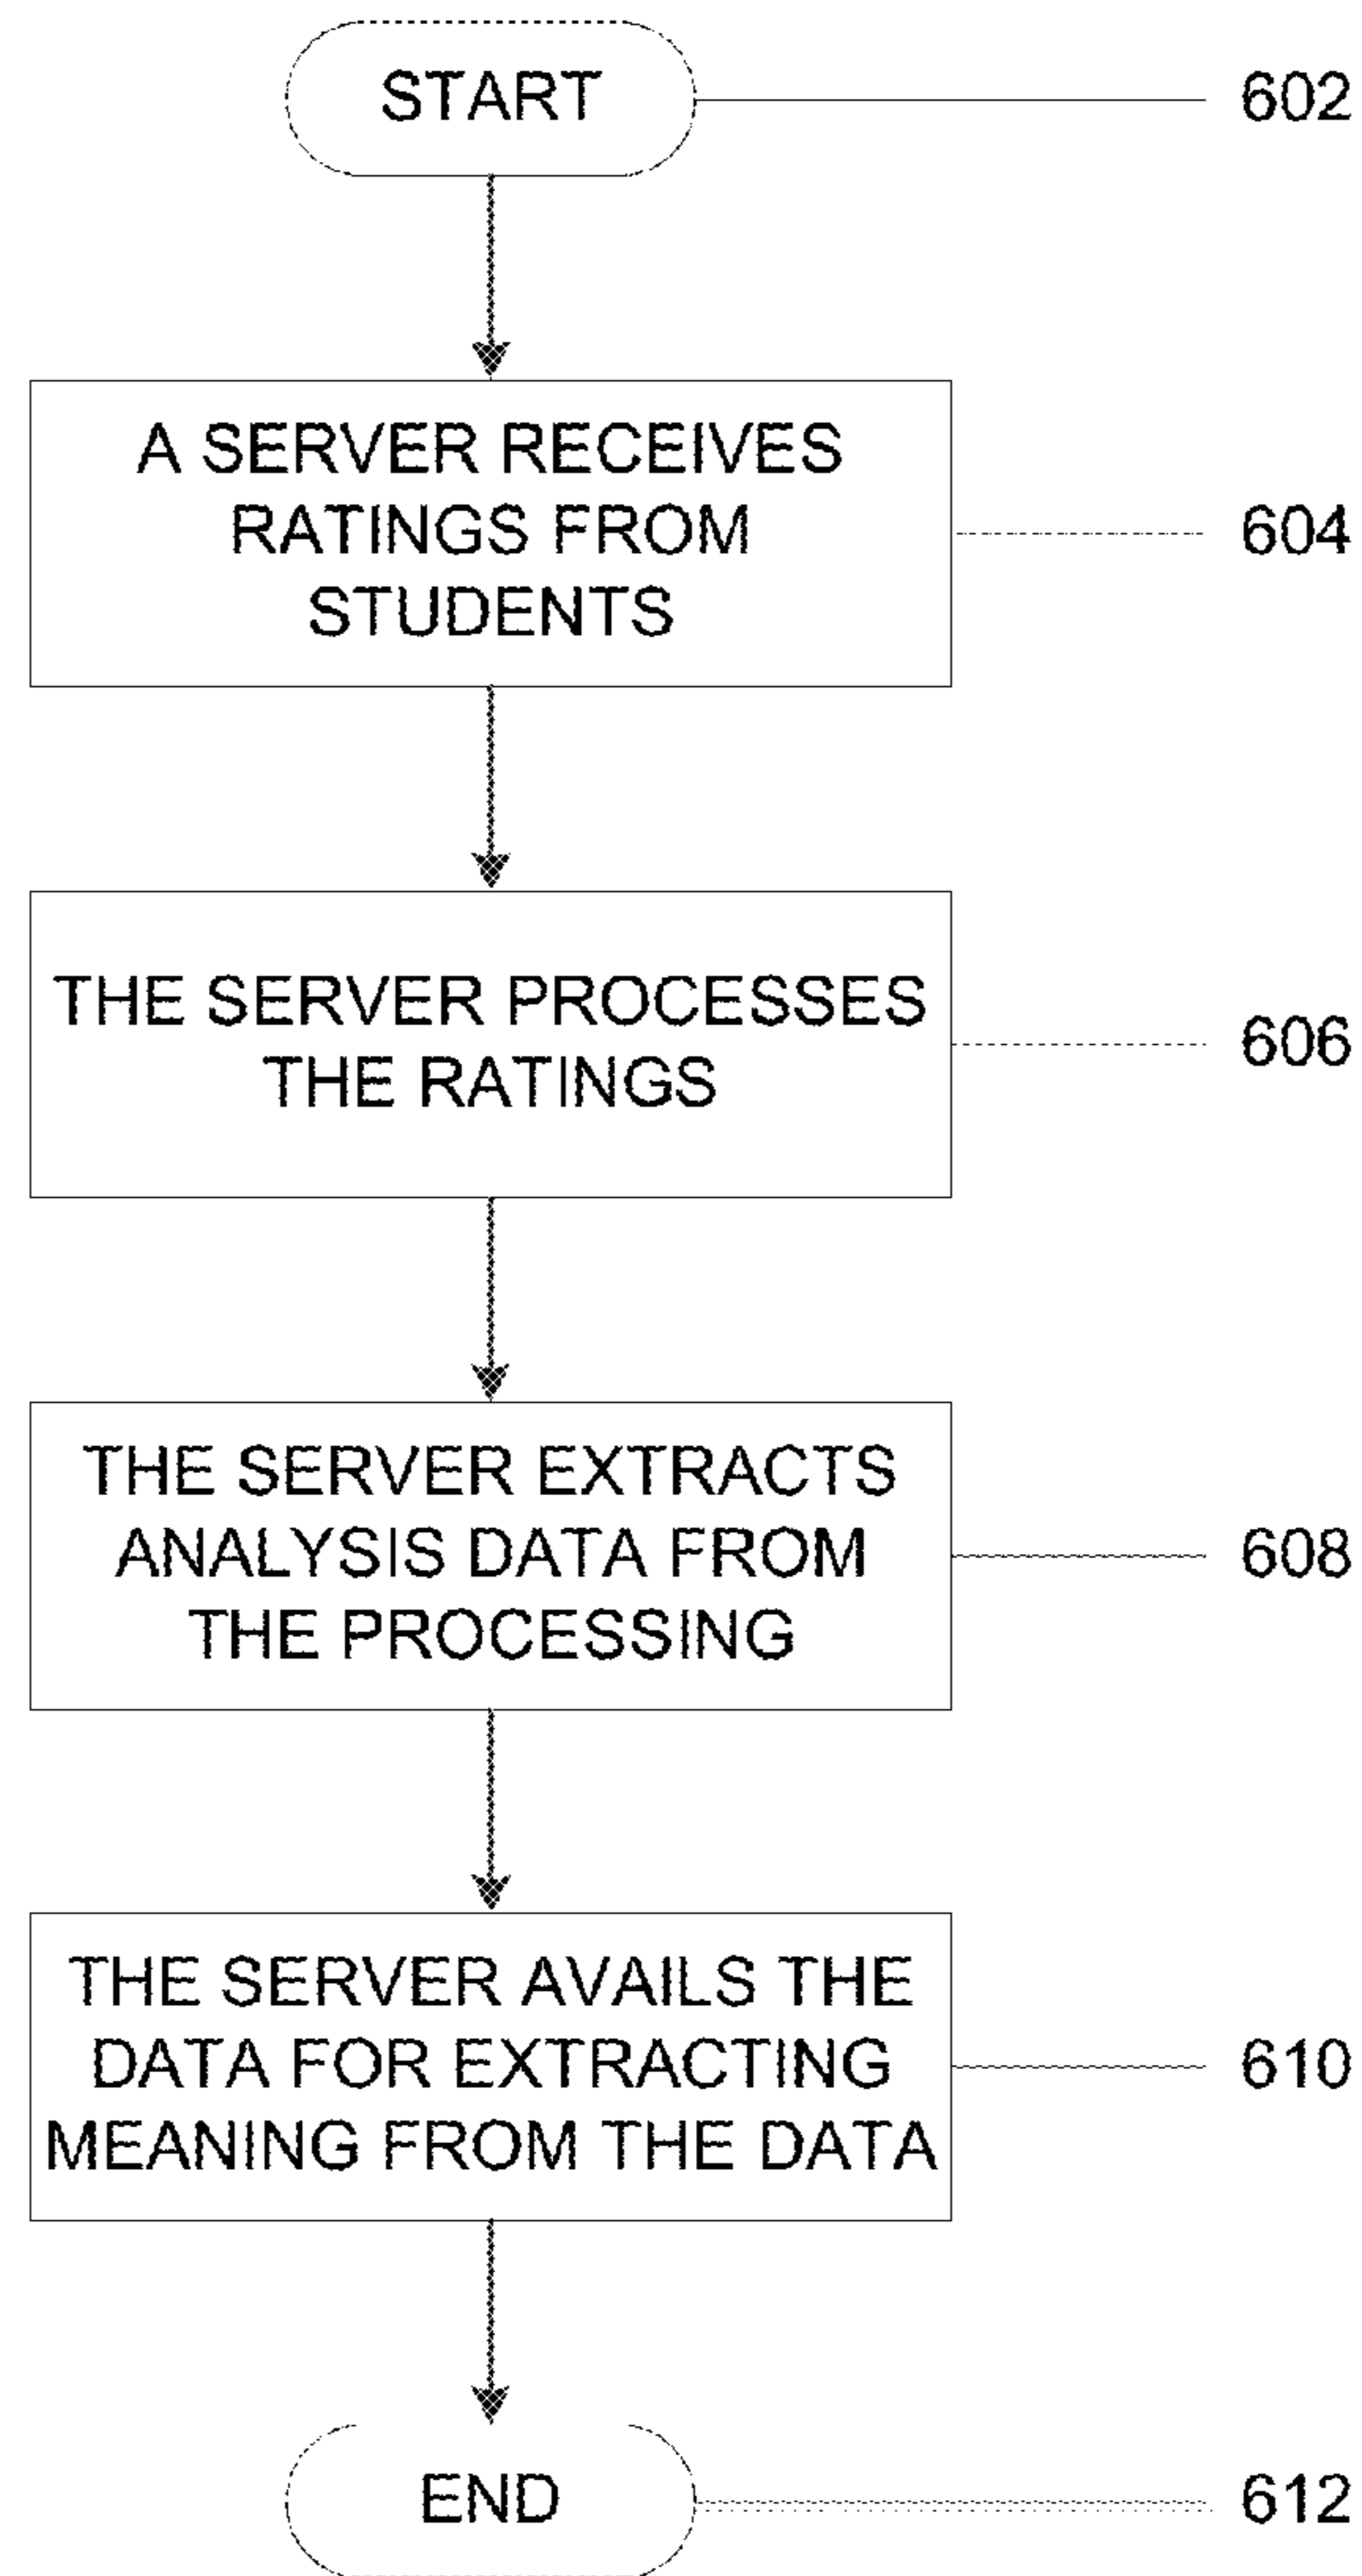 START
602
A SERVER RECEIVES
RATINGS FROM
STUDENTS
604
THE SERVER PROCESSES
THE RATINGS
606
THE SERVER EXTRACTS
ANALYSIS DATA FROM
THE PROCESSING
608
THE SERVER AVAILS THE
DATA FOR EXTRACTING
MEANING FROM THE DATA
610
END
612